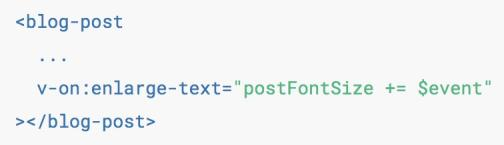 <blog-post
...
v-on:enlarge-text="postFontSize += $event"
></blog-post>